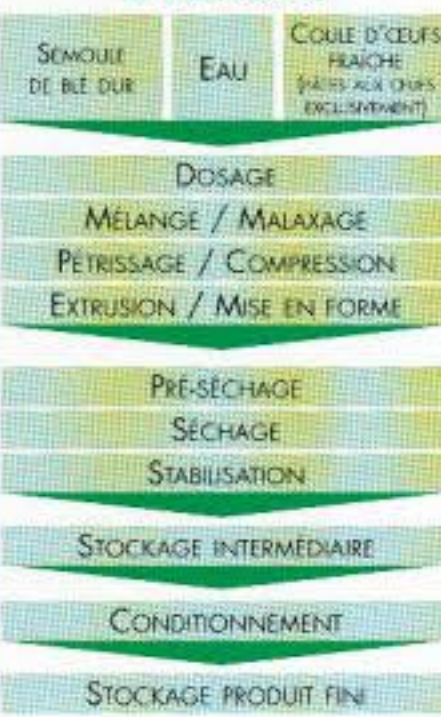 SEMOULE
DE BLÉ DUR
EAU
COULE D'ŒUFS
FRAÎCHE
(PÂTES AUX ŒUFS
EXCLUSIVEMENT)
DOSAGE
MÉLANGE / MALAXAGE
PÉTRISSAGE / COMPRESSION
EXTRUSION / MISE EN FORME
PRÉ-SÉCHAGE
SÉCHAGE
STABILISATION
STOCKAGE INTERMÉDIAIRE
CONDITIONNEMENT
STOCKAGE PRODUIT FINI